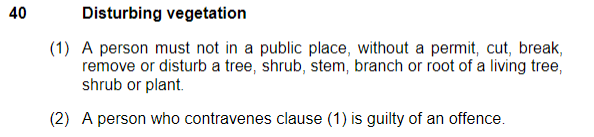 40 Disturbing vegetation
(1) A person must not in a public place, without a permit, cut, break,
remove or disturb a tree, shrub, stem, branch or root of a living tree,
shrub or plant.
(2) A person who contravenes clause (1) is guilty of an offence.